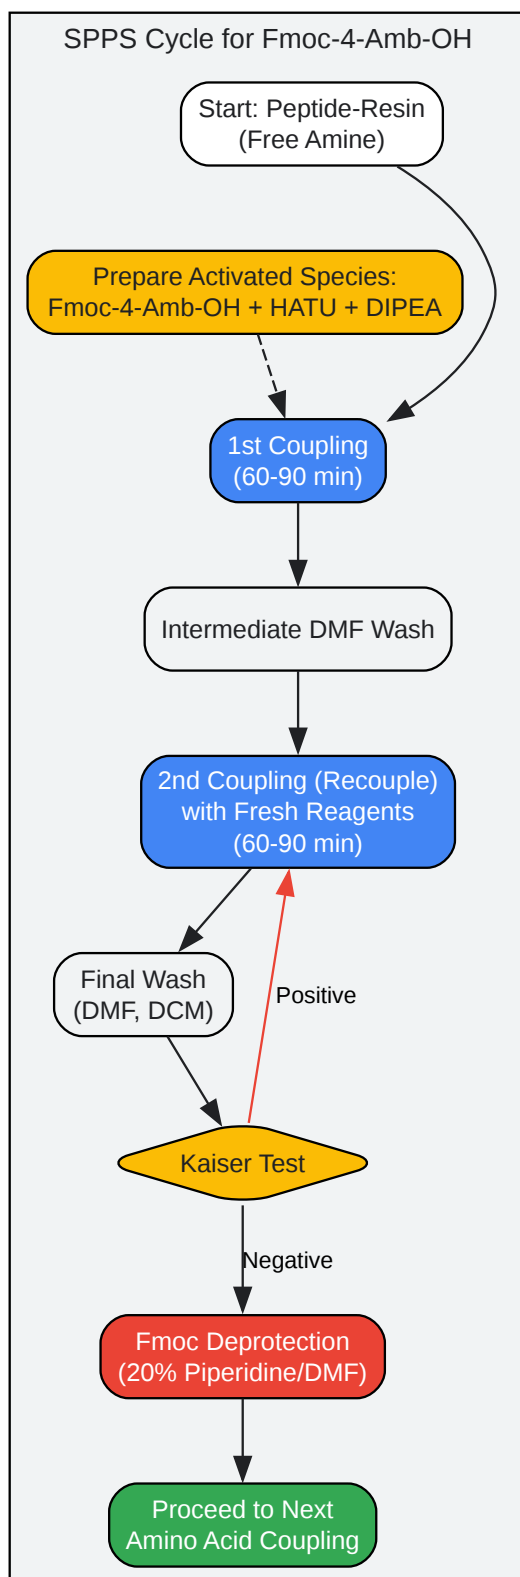 SPPS Cycle for Fmoc-4-Amb-OH
Start: Peptide-Resin
(Free Amine)
Prepare Activated Species:
Fmoc-4-Amb-OH + HATU + DIPEA
1st Coupling
(60-90 min)
Intermediate DMF Wash
2nd Coupling (Recouple)
with Fresh Reagents
(60-90 min)
Final Wash
(DMF, DCM)
Positive
Kaiser Test
Negative
Fmoc Deprotection
(20% Piperidine/DMF)
Proceed to Next
Amino Acid Coupling